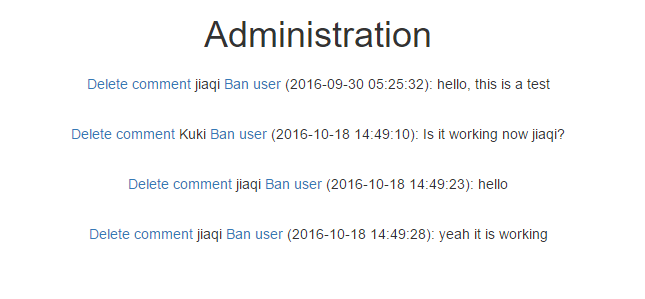 Administration
Delete comment jiaqi Ban user (2016-09-30 05:25:32): hello, this is a test
Delete comment Kuki Ban user (2016-10-18 14:49:10): Is it working now jiaqi?
Delete comment jiaqi Ban user (2016-10-18 14:49:23): hello
Delete comment jiaqi Ban user (2016-10-18 14:49:28): yeah it is working